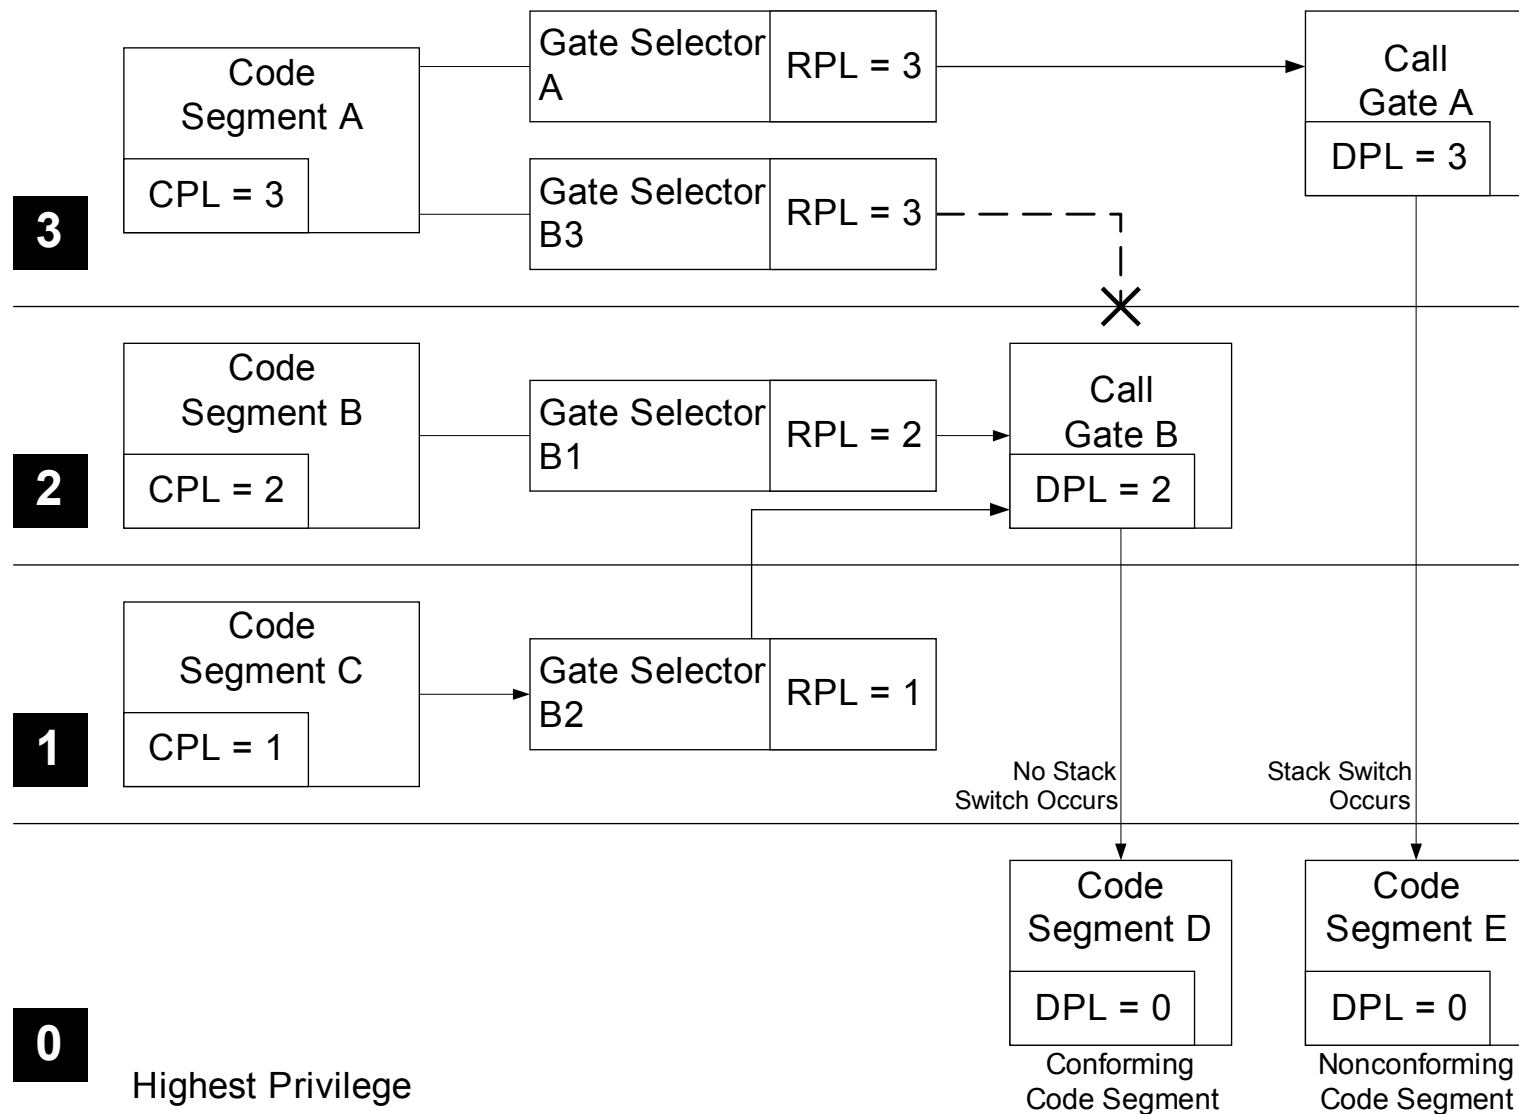 Code
Segment A
CPL = 3
Gate Selector
A
RPL = 3
Call
Gate A
DPL = 3
Gate Selector
B3
RPL = 3
3
Code
Segment B
CPL = 2
Gate Selector
B1
RPL = 2
Call
Gate B
DPL = 2
2
Code
Segment C
CPL = 1
Gate Selector
B2
RPL = 1
1
No Stack
Switch Occurs
Stack Switch
Occurs
Code
Segment D
DPL = 0
Conforming
Code Segment
Code
Segment E
DPL = 0
Nonconforming
Code Segment
0
Highest Privilege